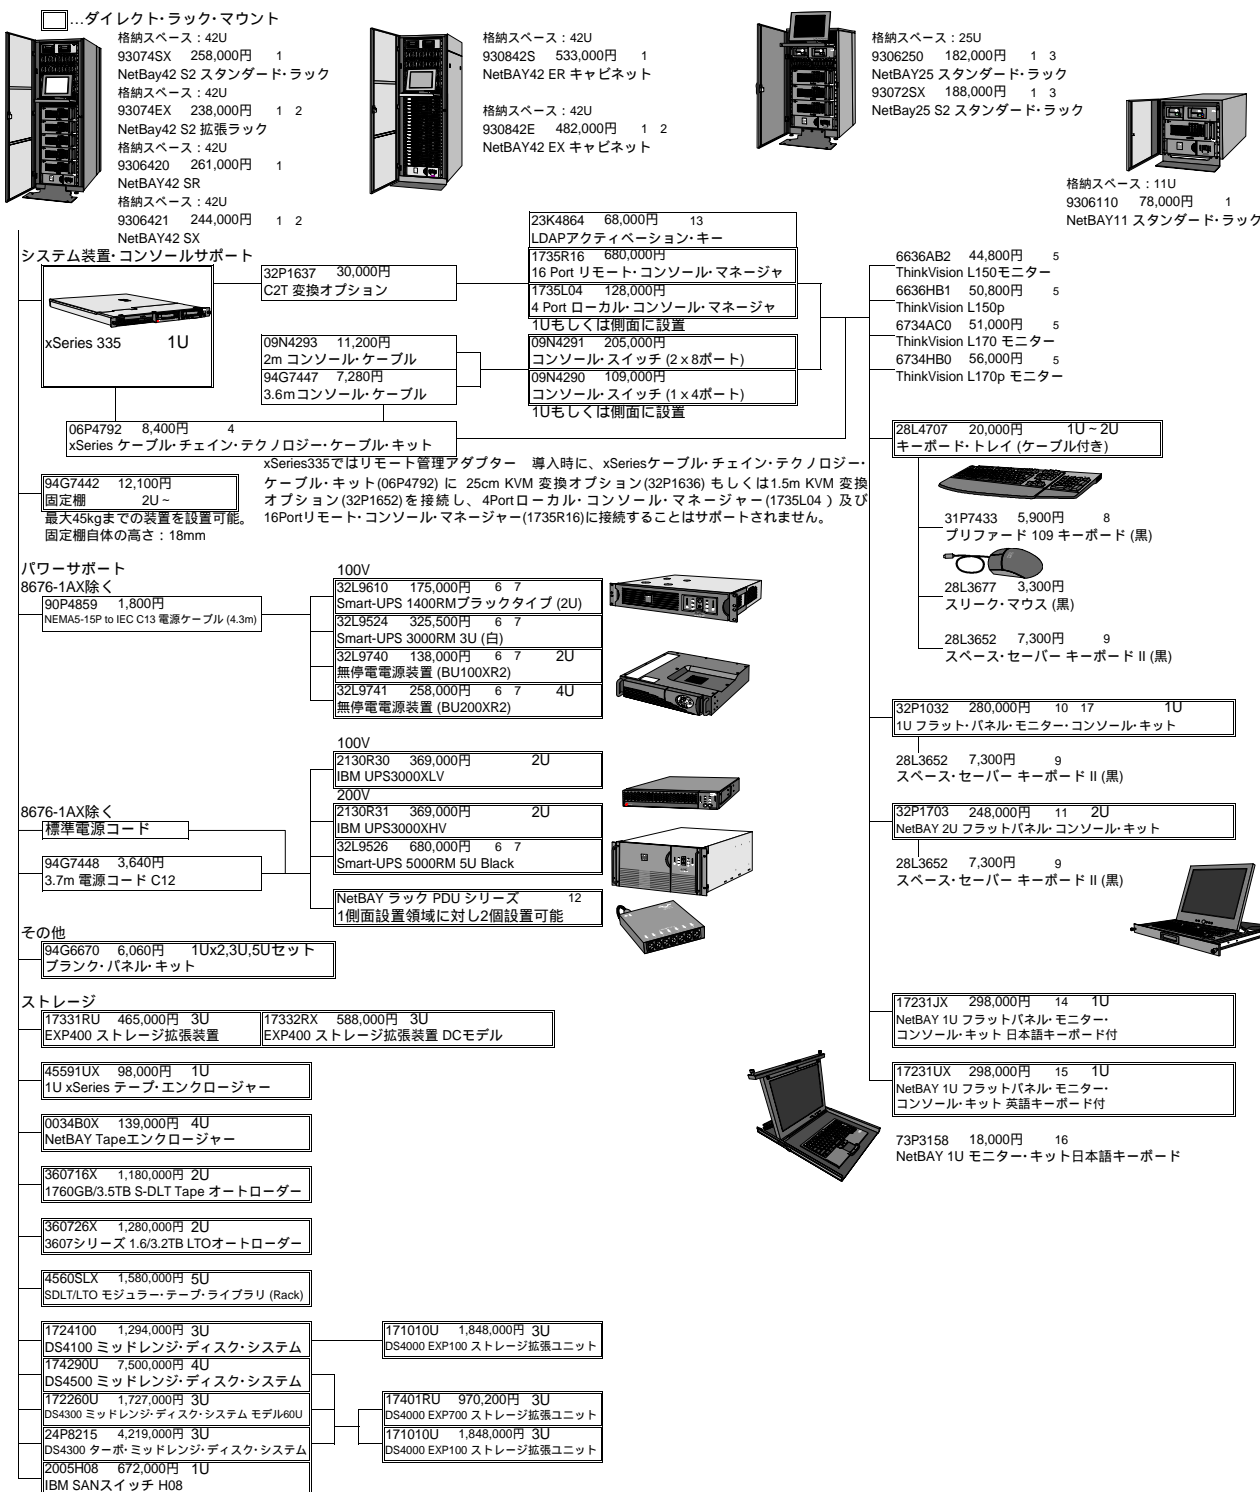 …ダイレクト・ラック・マウント
格納スペース：42U
93074SX 258,000円 1
NetBay42 S2 スタンダード・ラック
格納スペース：42U
93074EX 238,000円 1 2
NetBay42 S2 拡張ラック
格納スペース：42U
9306420 261,000円 1
NetBAY42 SR
格納スペース：42U
9306421 244,000円 1 2
NetBAY42 SX
格納スペース：42U
930842S 533,000円 1
NetBAY42 ER キャビネット
格納スペース：42U
930842E 482,000円 1 2
NetBAY42 EX キャビネット
格納スペース：25U
9306250 182,000円 1 3
NetBAY25 スタンダード・ラック
93072SX 188,000円 1 3
NetBay25 S2 スタンダード・ラック
格納スペース：11U
9306110 78,000円 1
NetBAY11 スタンダード・ラック
システム装置・コンソールサポート
xSeries 335 1U
32P1637 30,000円
C2T 変換オプション
09N4293 11,200円
2m コンソール・ケーブル
94G7447 7,280円
3.6mコンソール・ケーブル
23K4864 68,000円 13
LDAPアクティベーション・キー
1735R16 680,000円
16 Port リモート・コンソール・マネージャ
1735L04 128,000円
4 Port ローカル・コンソール・マネージャ
1Uもしくは側面に設置
09N4291 205,000円
コンソール・スイッチ (2 x 8ポート)
09N4290 109,000円
コンソール・スイッチ (1 x 4ポート)
1Uもしくは側面に設置
06P4792 8,400円 4
xSeries ケーブル・チェイン・テクノロジー・ケーブル・キット
xSeries335ではリモート管理アダプター 導入時に、xSeriesケーブル・チェイン・テクノロジー・
ケーブル・キット(06P4792) に 25cm KVM 変換オプション(32P1636) もしくは1.5m KVM 変換
オプション(32P1652)を接続し、4Portローカル・コンソール・マネージャー(1735L04 ) 及び
16Portリモート・コンソール・マネージャー(1735R16)に接続することはサポートされません。
94G7442 12,100円
固定棚 2U ~
最大45kgまでの装置を設置可能。
固定棚自体の高さ：18mm
6636AB2 44,800円 5
ThinkVision L150モニター
6636HB1 50,800円 5
ThinkVision L150p
6734AC0 51,000円 5
ThinkVision L170 モニター
6734HB0 56,000円 5
ThinkVision L170p モニター
28L4707 20,000円 1U ~ 2U
キーボード・トレイ (ケーブル付き)
31P7433 5,900円 8
プリファード 109 キーボード (黒)
28L3677 3,300円
スリーク・マウス (黒)
28L3652 7,300円 9
スペース・セーバー キーボード II (黒)
32P1032 280,000円 10 17 1U
1U フラット・パネル・モニター・コンソール・キット
28L3652 7,300円 9
スペース・セーバー キーボード II (黒)
32P1703 248,000円 11 2U
NetBAY 2U フラットパネル・コンソール・キット
28L3652 7,300円 9
スペース・セーバー キーボード II (黒)
17231JX 298,000円 14 1U
NetBAY 1U フラットパネル・モニター・
コンソール・キット 日本語キーボード付
17231UX 298,000円 15 1U
NetBAY 1U フラットパネル・モニター・
コンソール・キット 英語キーボード付
73P3158 18,000円 16
NetBAY 1U モニター・キット日本語キーボード
パワーサポート
8676-1AX除く
90P4859 1,800円
NEMA5-15P to IEC C13 電源ケーブル (4.3m)
100V
32L9610 175,000円 6 7
Smart-UPS 1400RMブラックタイプ (2U)
32L9524 325,500円 6 7
Smart-UPS 3000RM 3U (白)
32L9740 138,000円 6 7 2U
無停電電源装置 (BU100XR2)
32L9741 258,000円 6 7 4U
無停電電源装置 (BU200XR2)
100V
2130R30 369,000円 2U
IBM UPS3000XLV
200V
2130R31 369,000円 2U
IBM UPS3000XHV
32L9526 680,000円 6 7
Smart-UPS 5000RM 5U Black
NetBAY ラック PDU シリーズ 12
1側面設置領域に対し2個設置可能
8676-1AX除く
標準電源コード
94G7448 3,640円
3.7m 電源コード C12
その他
94G6670 6,060円 1Ux2,3U,5Uセット
ブランク・パネル・キット
ストレージ
17331RU 465,000円 3U
EXP400 ストレージ拡張装置
17332RX 588,000円 3U
EXP400 ストレージ拡張装置 DCモデル
45591UX 98,000円 1U
1U xSeries テープ・エンクロージャー
0034B0X 139,000円 4U
NetBAY Tapeエンクロージャー
360716X 1,180,000円 2U
1760GB/3.5TB S-DLT Tape オートローダー
360726X 1,280,000円 2U
3607シリーズ 1.6/3.2TB LTOオートローダー
4560SLX 1,580,000円 5U
SDLT/LTO モジュラー・テープ・ライブラリ (Rack)
1724100 1,294,000円 3U
DS4100 ミッドレンジ・ディスク・システム
174290U 7,500,000円 4U
DS4500 ミッドレンジ・ディスク・システム
172260U 1,727,000円 3U
DS4300 ミッドレンジ・ディスク・システム モデル60U
24P8215 4,219,000円 3U
DS4300 ターボ・ミッドレンジ・ディスク・システム
2005H08 672,000円 1U
IBM SANスイッチ H08
171010U 1,848,000円 3U
DS4000 EXP100 ストレージ拡張ユニット
17401RU 970,200円 3U
DS4000 EXP700 ストレージ拡張ユニット
171010U 1,848,000円 3U
DS4000 EXP100 ストレージ拡張ユニット